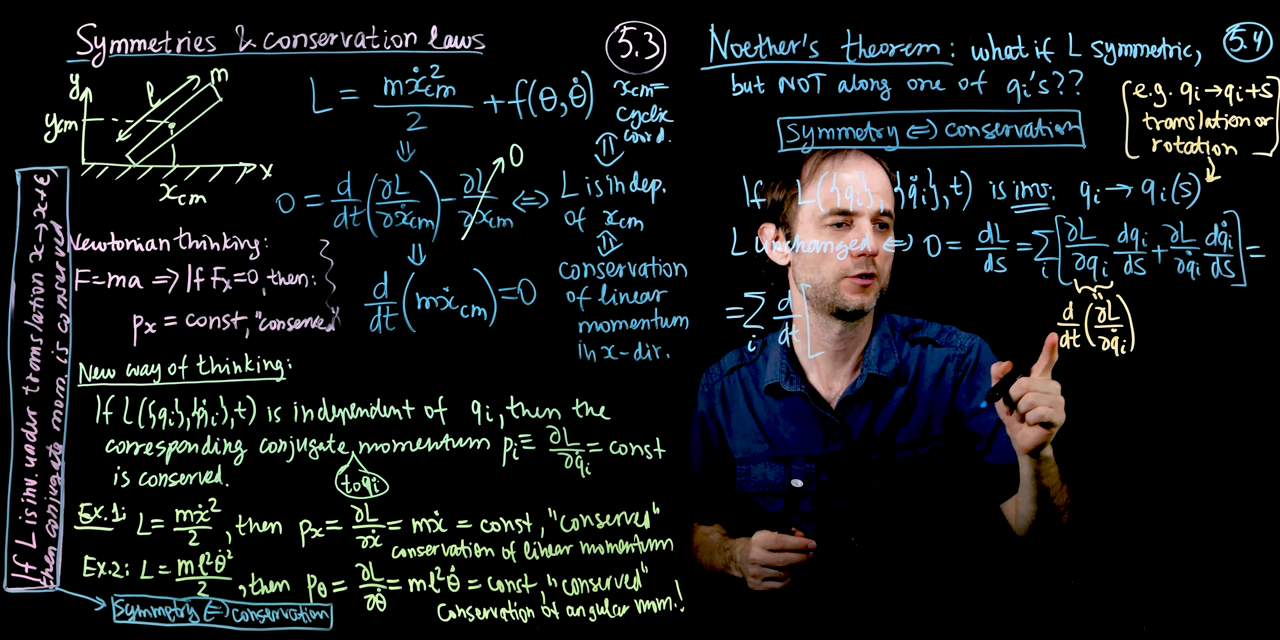 Symmetries & conservation laws
5.3
y
l
m
ycm
x
xcm
L = mẋ²cm/2 + f(θ,θ̇)
xcm =
cyclic
coord.
⇓
⇕
0 = d/dt(∂L/∂ẋcm) - ∂L/∂xcm ⇔ L is indep.
0
of xcm
⇓
⇕
d/dt(mẋcm) = 0
conservation
of linear
momentum
in x-dir.
Newtonian thinking:
F=ma => If Fx=0, then:
px = const, "conserved"
New way of thinking:
If L({qi},{q̇i},t) is independent of qi, then the
corresponding conjugate momentum pi ≡ ∂L/∂q̇i = const
is conserved.
to qi
Ex.1: L = mẋ²/2, then px = ∂L/∂ẋ = mẋ = const, "conserved"
conservation of linear momentum
Ex.2: L = ml²θ̇²/2, then pθ = ∂L/∂θ̇ = ml²θ̇ = const, "conserved"
Conservation of angular mom.!
Symmetry ⇔ conservation
If L is inv. under translation x→x+ε,
then conjugate mom. is conserved
Noether's theorem: what if L symmetric,
5.4
but NOT along one of qi's??
[e.g. qi→qi+s
translation or
rotation]
Symmetry ⇔ conservation
If L({qi},{q̇i},t) is inv: qi → qi(s)
L unchanged ⇔ 0 = dL/ds = Σi [∂L/∂qi dqi/ds + ∂L/∂q̇i dq̇i/ds] =
= Σi d/dt [
d/dt(∂L/∂q̇i)